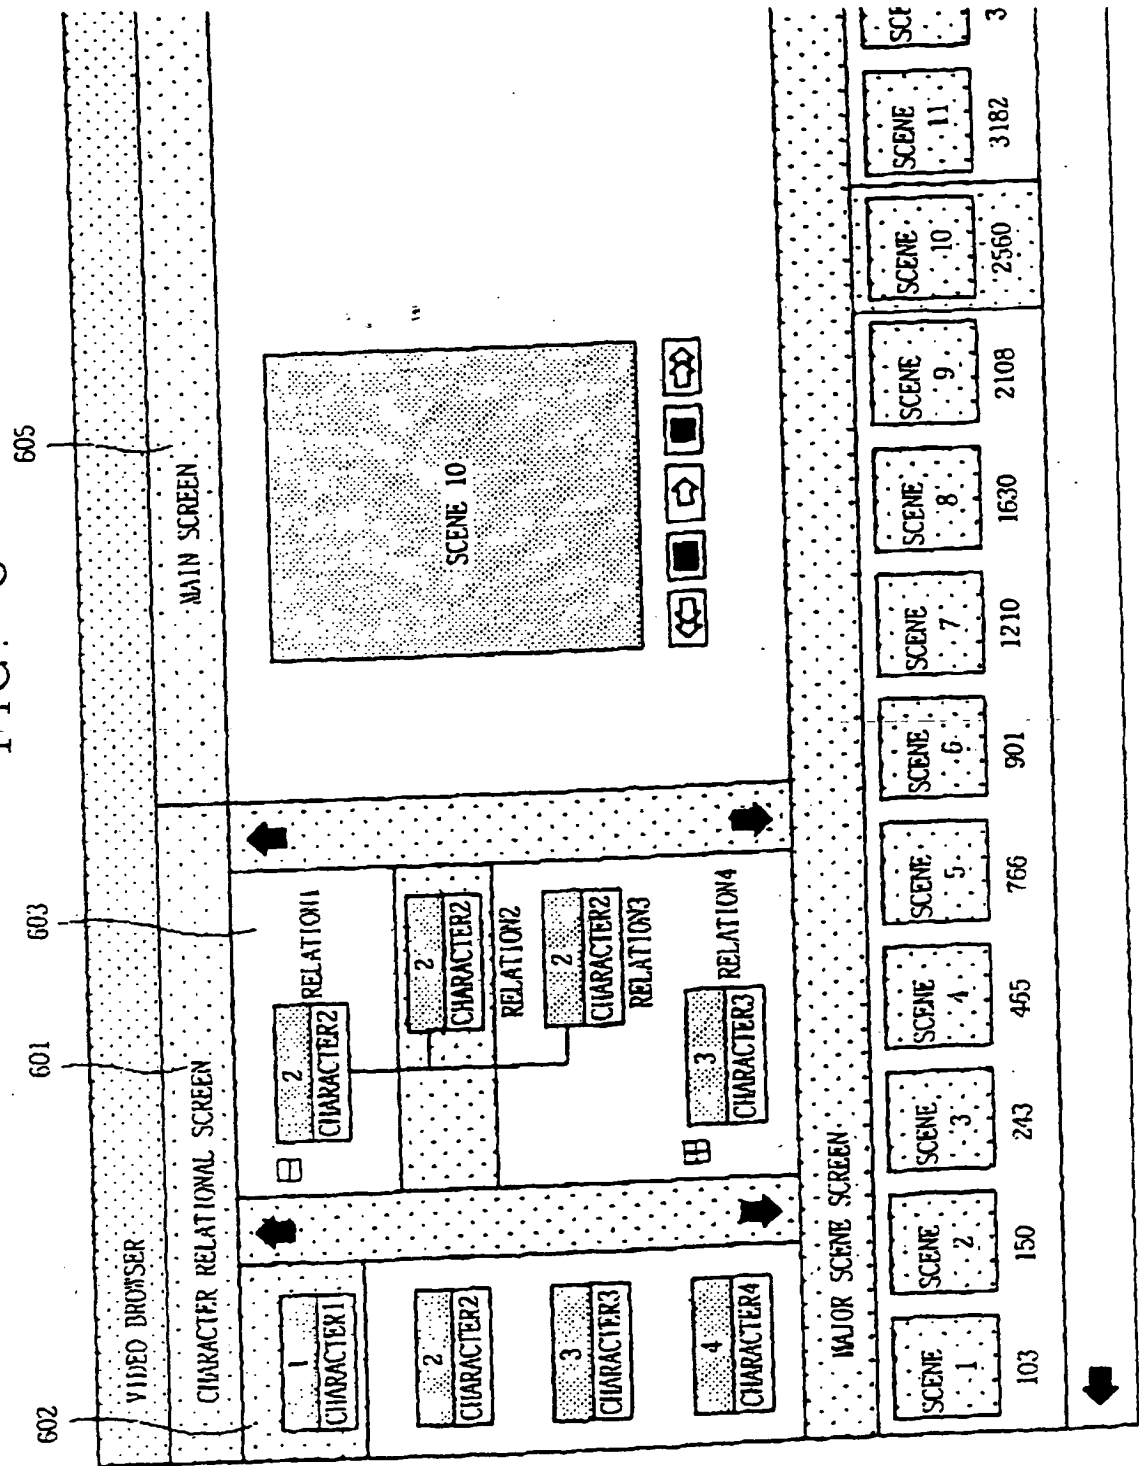 605
603
601
602
VIDEO BROWSER
CHARACTER RELATIONAL SCREEN
MAIN SCREEN
1
CHARACTER1
2
CHARACTER2
3
CHARACTER3
4
CHARACTER4
2
CHARACTER2
RELATION1
2
CHARACTER2
RELATION2
2
CHARACTER2
RELATION3
3
CHARACTER3
RELATION4
SCENE 10
MAJOR SCENE SCREEN
SCENE 1
103
SCENE 2
150
SCENE 3
243
SCENE 4
465
SCENE 5
766
SCENE 6
901
SCENE 7
1210
SCENE 8
1630
SCENE 9
2108
SCENE 10
2560
SCENE 11
3182
3